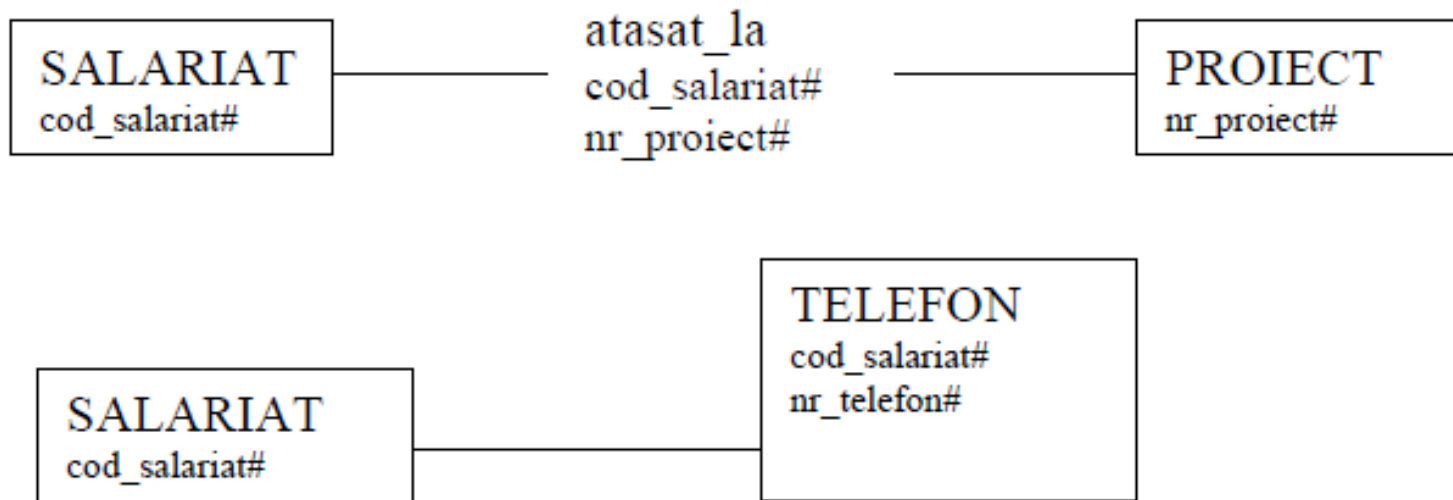 SALARIAT
cod_salariat#
atasat_la
cod_salariat#
nr_proiect#
PROIECT
nr_proiect#
SALARIAT
cod_salariat#
TELEFON
cod_salariat#
nr_telefon#